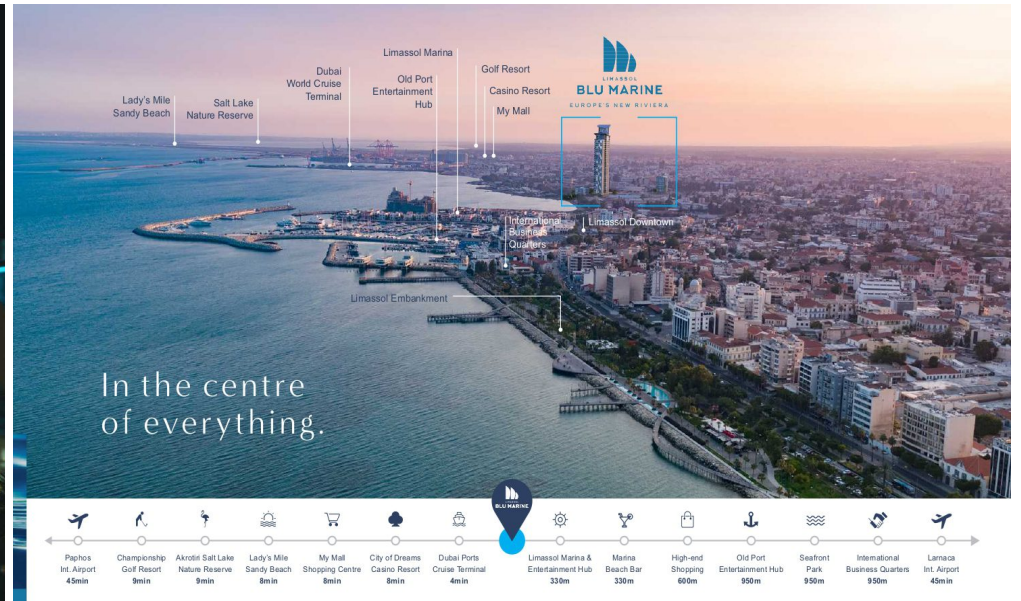 Limassol Marina
Dubai
World Cruise
Terminal
Old Port
Entertainment
Hub
Golf Resort
Casino Resort
My Mall
Lady's Mile
Sandy Beach
Salt Lake
Nature Reserve
LIMASSOL
BLU MARINE
EUROPE'S NEW RIVIERA
International
Business
Quarters
Limassol Downtown
Limassol Embankment
In the centre
of everything.
LIMASSOL
BLU MARINE
Paphos
Int. Airport
45min
Championship
Golf Resort
9min
Akrotiri Salt Lake
Nature Reserve
9min
Lady's Mile
Sandy Beach
8min
My Mall
Shopping Centre
8min
City of Dreams
Casino Resort
8min
Dubai Ports
Cruise Terminal
4min
Limassol Marina &
Entertainment Hub
330m
Marina
Beach Bar
330m
High-end
Shopping
600m
Old Port
Entertainment Hub
950m
Seafront
Park
950m
International
Business Quarters
950m
Larnaca
Int. Airport
45min